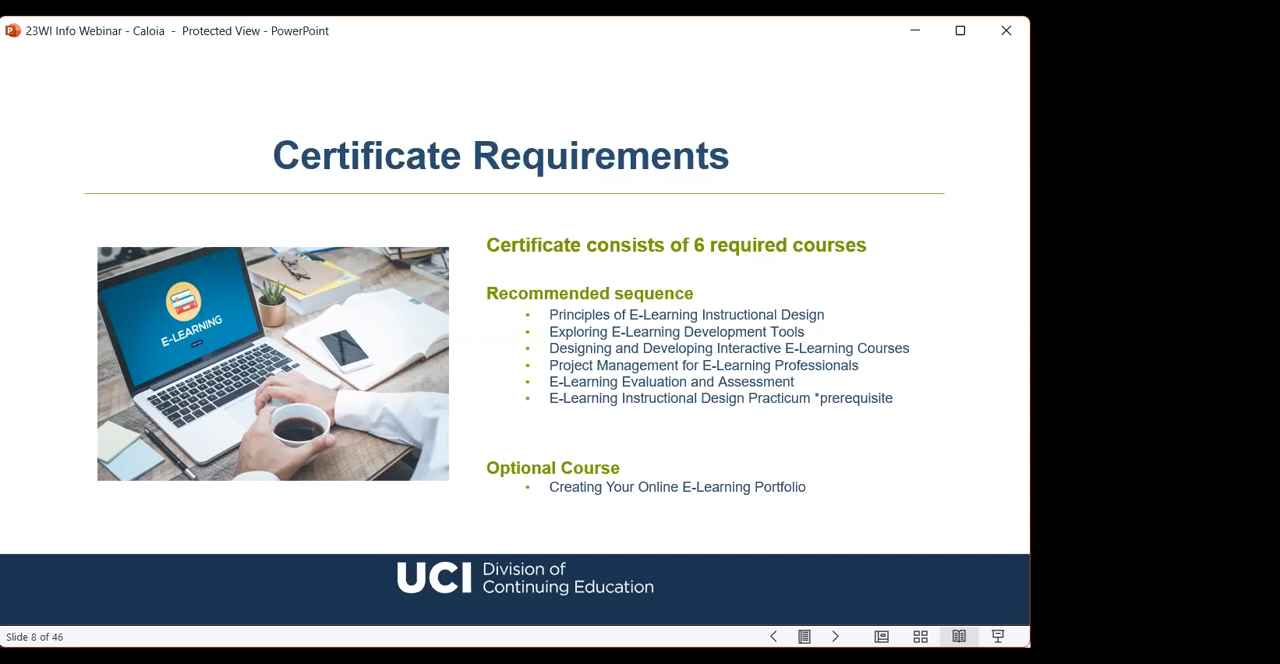 23WI Info Webinar - Caloia - Protected View - PowerPoint
Certificate Requirements
Certificate consists of 6 required courses
Recommended sequence
• Principles of E-Learning Instructional Design
• Exploring E-Learning Development Tools
• Designing and Developing Interactive E-Learning Courses
• Project Management for E-Learning Professionals
• E-Learning Evaluation and Assessment
• E-Learning Instructional Design Practicum *prerequisite
E-LEARNING
Optional Course
• Creating Your Online E-Learning Portfolio
UCI Division of
Continuing Education
Slide 8 of 46